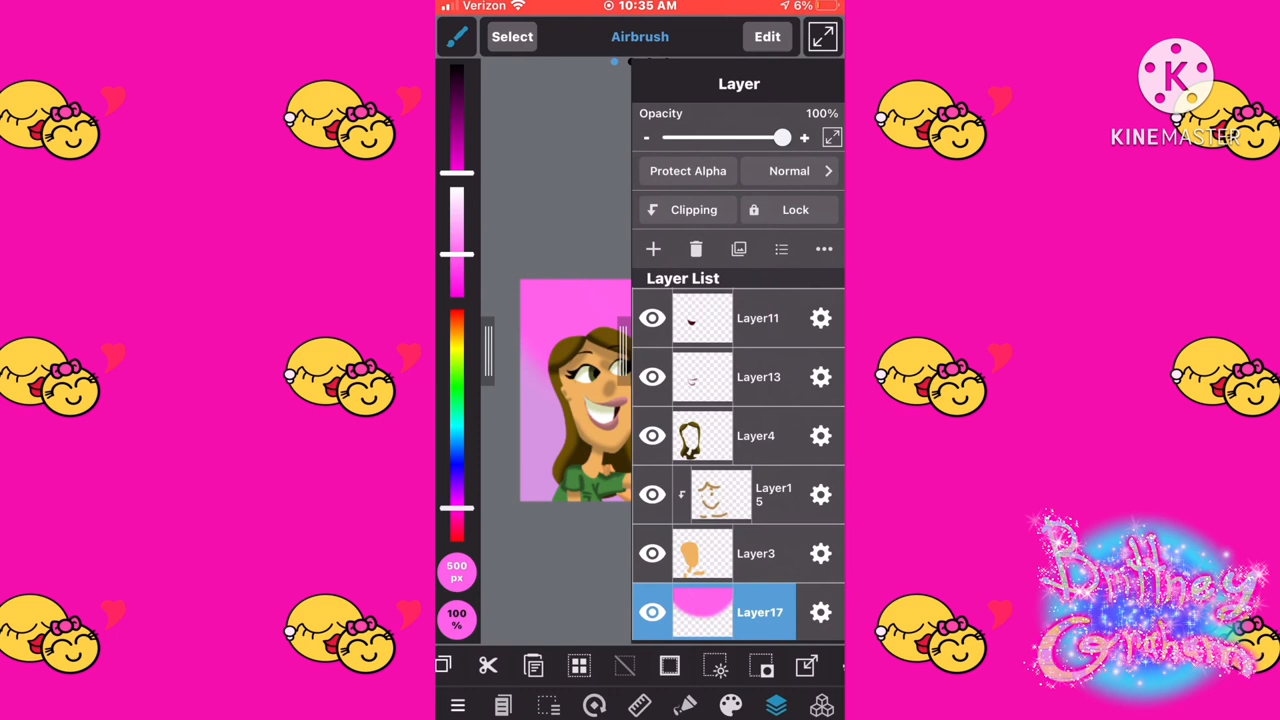 Verizon 10:35 AM 6%
Select Airbrush Edit
Layer
Opacity 100%
- +
Protect Alpha Normal
Clipping Lock
Layer List
Layer11
Layer13
Layer4
Layer1
5
Layer3
Layer17
500
px
100
%
K
KINEMASTER
Brittney
Graham